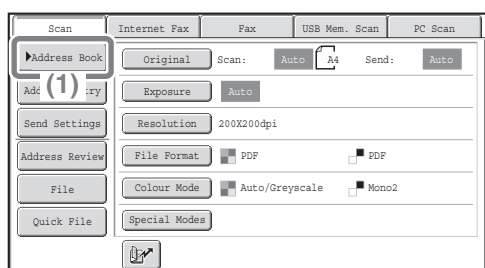 Scan Internet Fax Fax USB Mem. Scan PC Scan
Address Book Original Scan: Auto A4 Send: Auto
(1) Exposure Auto
Send Settings Resolution 200X200dpi
Address Review File Format PDF PDF
File Colour Mode Auto/Greyscale Mono2
Quick File Special Modes